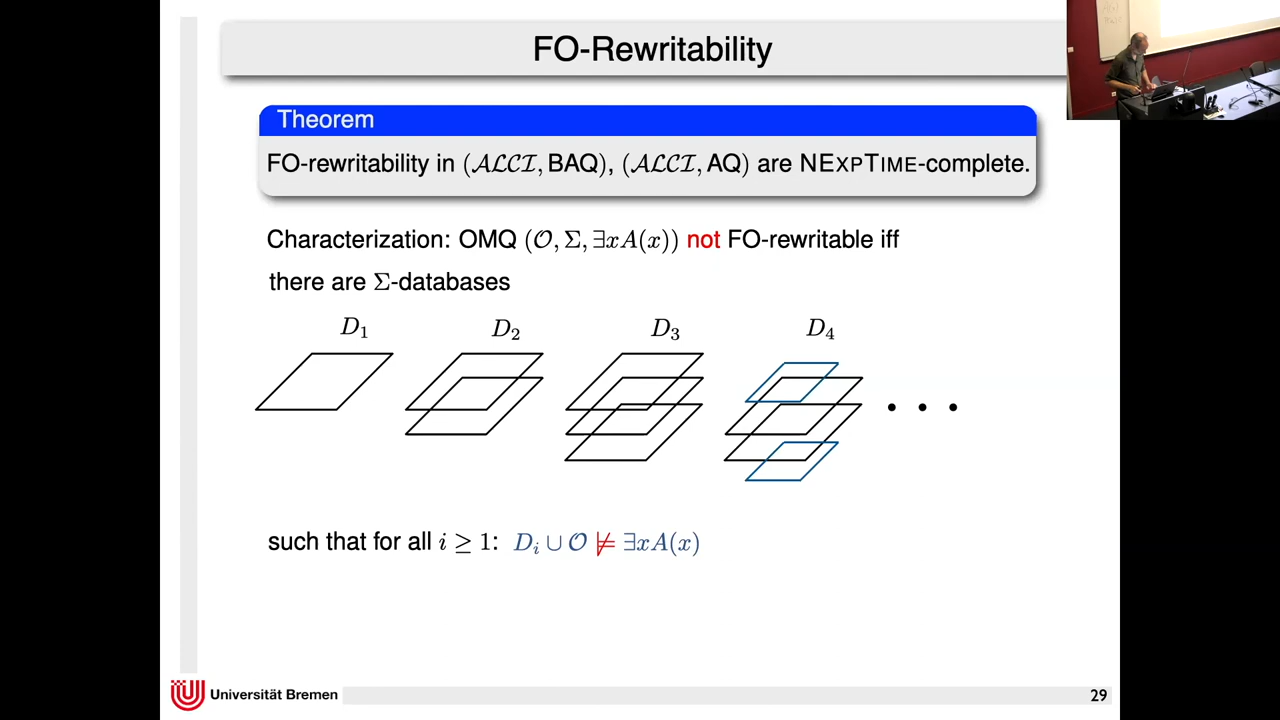 FO-Rewritability
Theorem
FO-rewritability in (𝒜ℒ𝒞ℐ, BAQ), (𝒜ℒ𝒞ℐ, AQ) are NEXPTIME-complete.
Characterization: OMQ (𝒪, Σ, ∃xA(x)) not FO-rewritable iff
there are Σ-databases
D₁ D₂ D₃ D₄
• • •
such that for all i ≥ 1: Dᵢ ∪ 𝒪 ⊭ ∃xA(x)
Universität Bremen
29